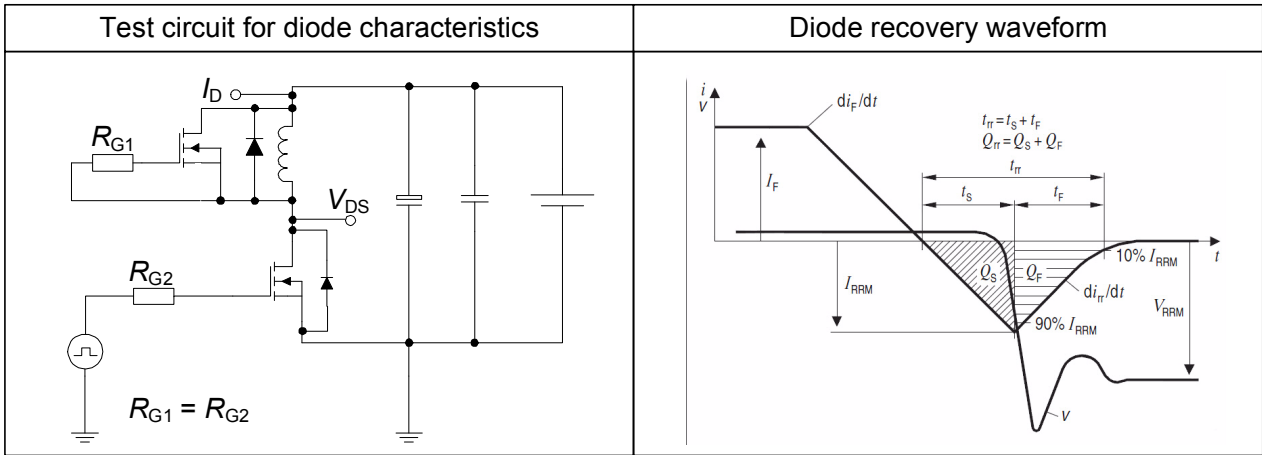 Test circuit for diode characteristics
Diode recovery waveform
I_D
R_G1
V_DS
R_G2
R_G1 = R_G2
i
v
di_F/dt
t_rr = t_S + t_F
Q_rr = Q_S + Q_F
t_rr
t_S
t_F
I_F
I_RRM
Q_S
Q_F
10% I_RRM
t
di_rr/dt
V_RRM
90% I_RRM
v